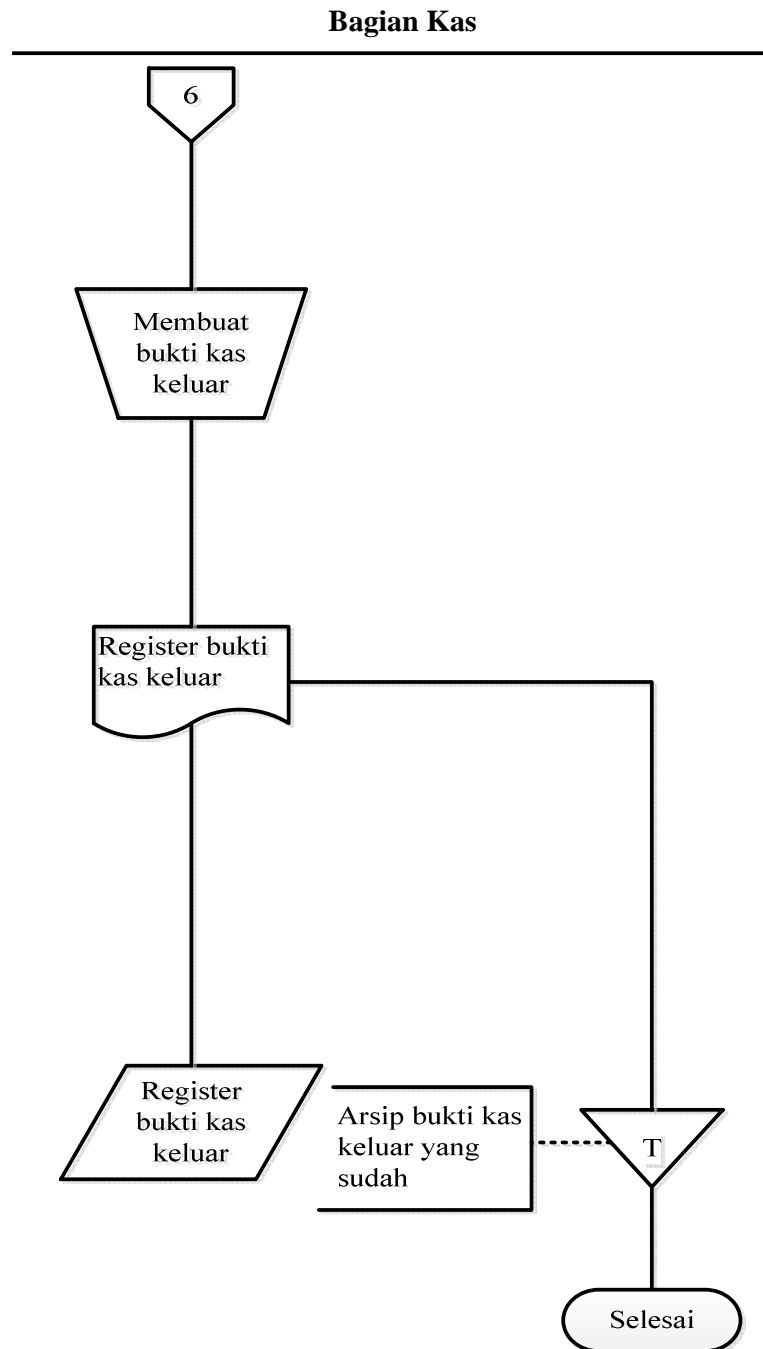 Bagian Kas
6
Membuat
bukti kas
keluar
Register bukti
kas keluar
Register
bukti kas
keluar
Arsip bukti kas
keluar yang
sudah
T
Selesai